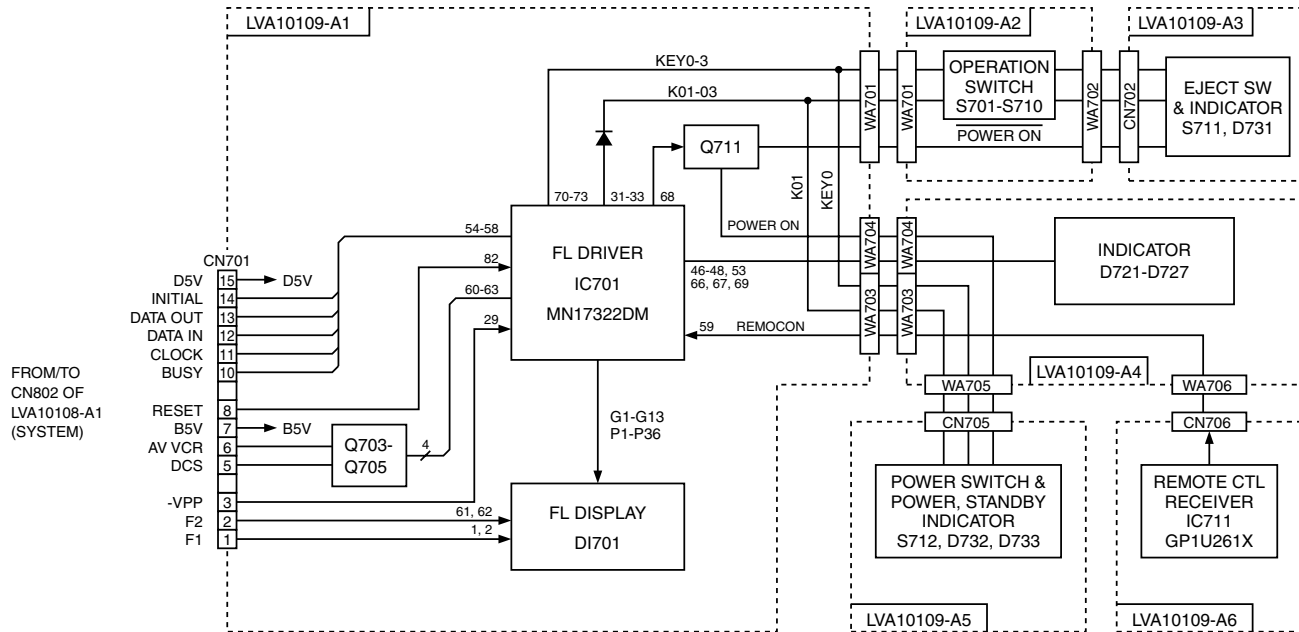 LVA10109-A1
LVA10109-A2
LVA10109-A3
KEY0-3
K01-03
WA701
WA701
OPERATION
SWITCH
S701-S710
WA702
CN702
EJECT SW
& INDICATOR
S711, D731
POWER ON
Q711
K01
KEY0
70-73
31-33
68
POWER ON
54-58
FL DRIVER
IC701
MN17322DM
WA704
WA704
INDICATOR
D721-D727
46-48, 53
66, 67, 69
CN701
82
60-63
29
D5V 15 D5V
INITIAL 14
DATA OUT 13
DATA IN 12
CLOCK 11
BUSY 10
WA703
WA703
59 REMOCON
FROM/TO
CN802 OF
LVA10108-A1
(SYSTEM)
RESET 8
B5V 7 B5V
AV VCR 6
DCS 5
Q703-
Q705
4
G1-G13
P1-P36
LVA10109-A4
WA705
WA706
CN705
CN706
-VPP 3
F2 2
F1 1
61, 62
1, 2
FL DISPLAY
DI701
POWER SWITCH &
POWER, STANDBY
INDICATOR
S712, D732, D733
REMOTE CTL
RECEIVER
IC711
GP1U261X
LVA10109-A5
LVA10109-A6